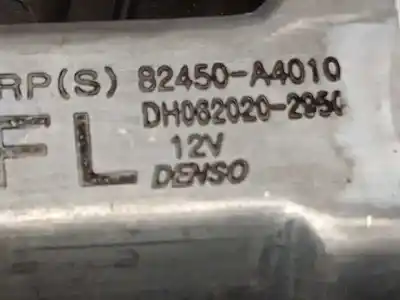 RP(S) 82450-A4010
DH062020-2950
FL
12V
DENSO